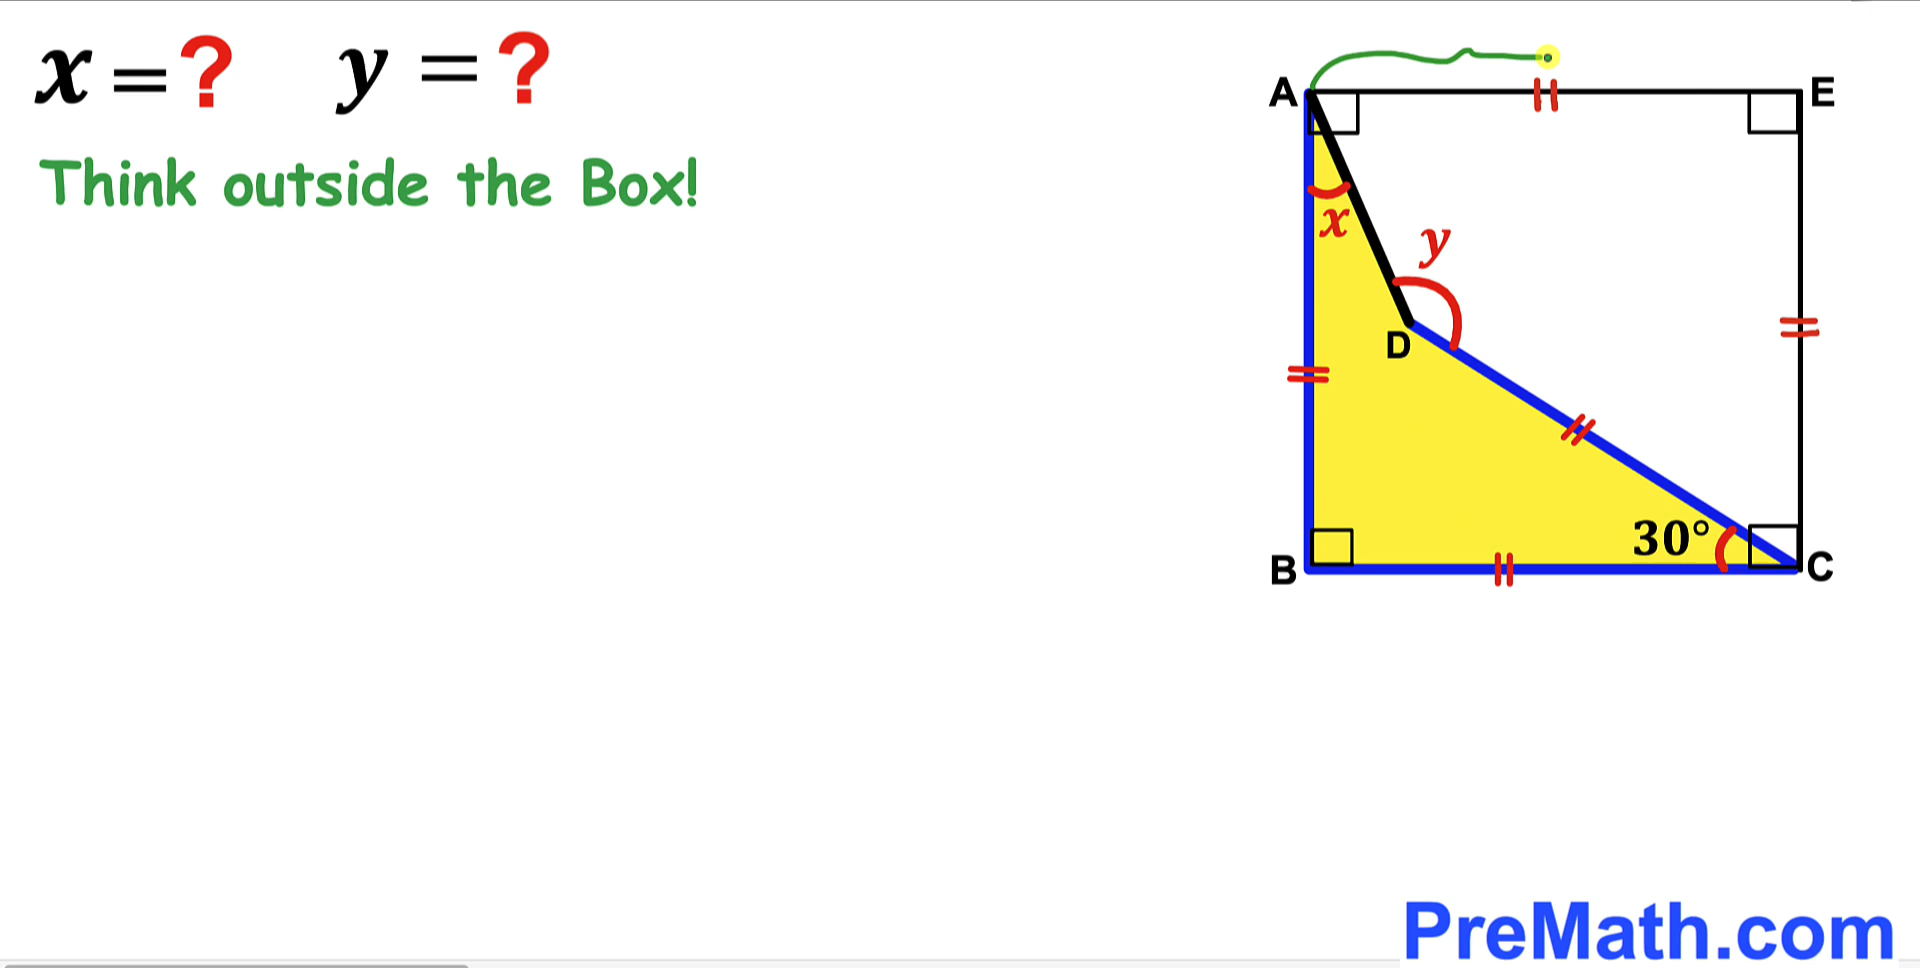 x = ? y = ?
Think outside the Box!
A
E
x
y
D
30°
B
C
PreMath.com